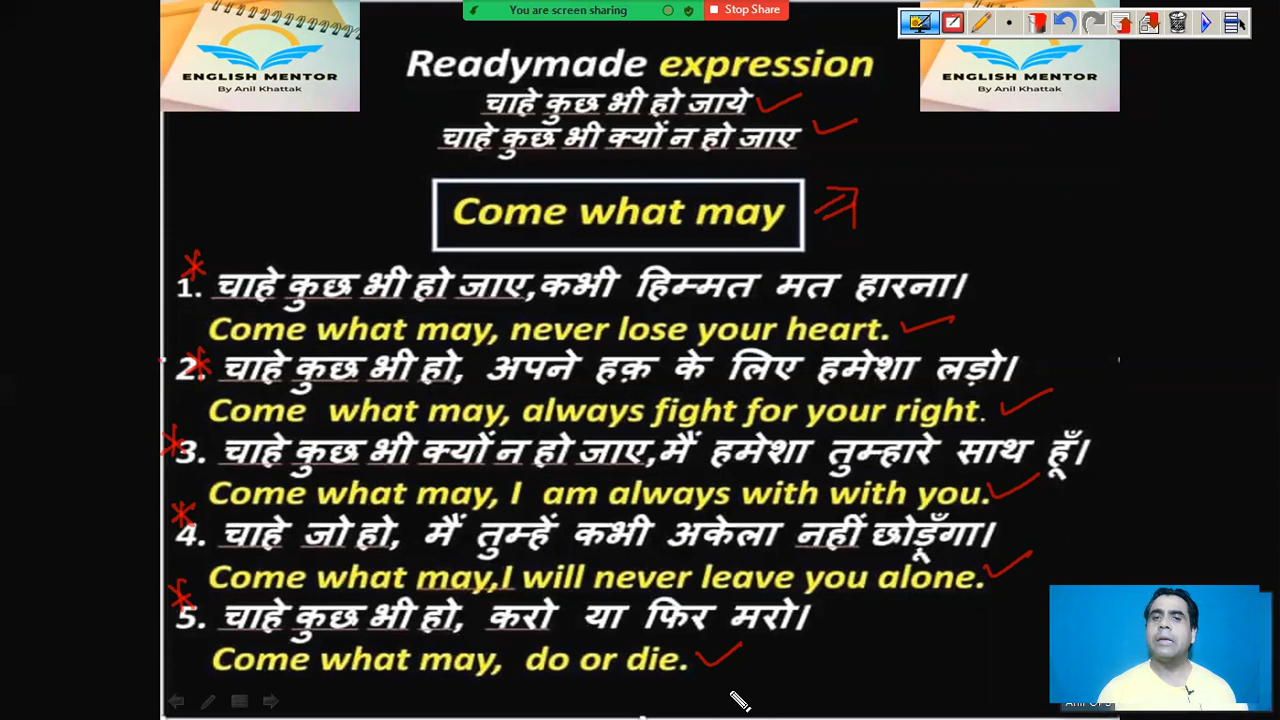 You are screen sharing
Stop Share
ENGLISH MENTOR
By Anil Khattak
ENGLISH MENTOR
By Anil Khattak
Readymade expression
चाहे कुछ भी हो जाये
चाहे कुछ भी क्यों न हो जाए
Come what may
1. चाहे कुछ भी हो जाए,कभी हिम्मत मत हारना।
Come what may, never lose your heart.
2. चाहे कुछ भी हो, अपने हक़ के लिए हमेशा लड़ो।
Come what may, always fight for your right.
3. चाहे कुछ भी क्यों न हो जाए,मैं हमेशा तुम्हारे साथ हूँ।
Come what may, I am always with with you.
4. चाहे जो हो, मैं तुम्हें कभी अकेला नहीं छोड़ूँगा।
Come what may,I will never leave you alone.
5. चाहे कुछ भी हो, करो या फिर मरो।
Come what may, do or die.